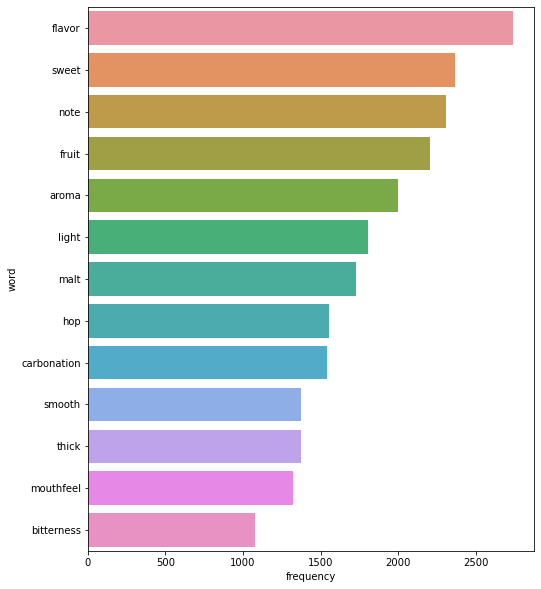 flavor
sweet
note
fruit
aroma
light
malt
hop
carbonation
smooth
thick
mouthfeel
bitterness
word
0 500 1000 1500 2000 2500
frequency